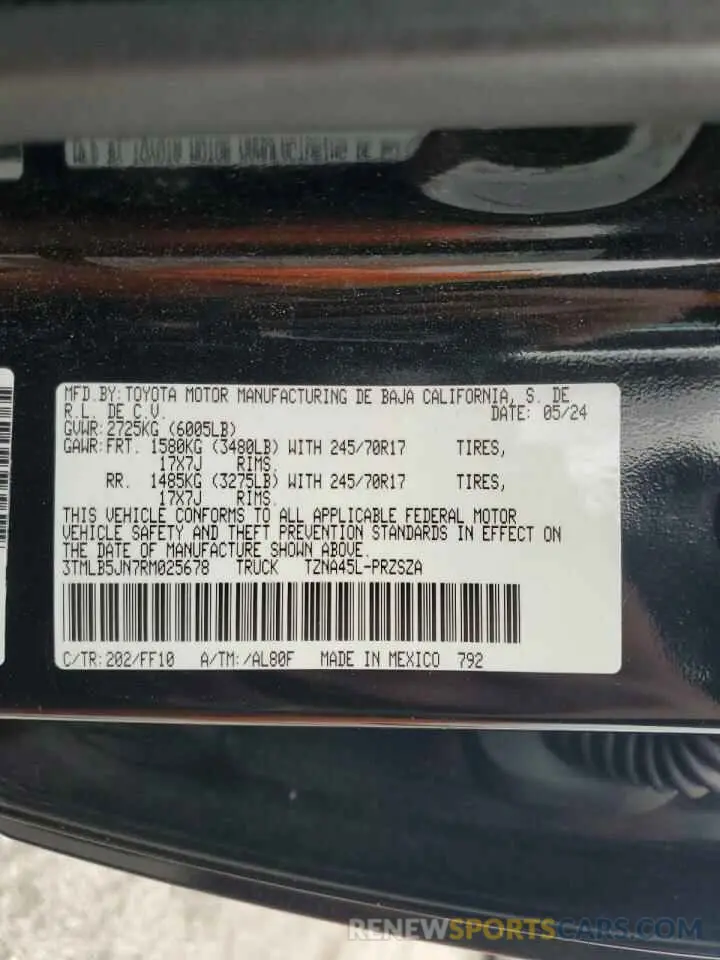 MFD.BY:TOYOTA MOTOR MANUFACTURING DE BAJA CALIFORNIA, S. DE
R.L. DE C.V. DATE: 05/24
GVWR:2725KG (6005LB)
GAWR:FRT. 1580KG (3480LB) WITH 245/70R17 TIRES,
17X7J RIMS.
RR. 1485KG (3275LB) WITH 245/70R17 TIRES,
17X7J RIMS.
THIS VEHICLE CONFORMS TO ALL APPLICABLE FEDERAL MOTOR
VEHICLE SAFETY AND THEFT PREVENTION STANDARDS IN EFFECT ON
THE DATE OF MANUFACTURE SHOWN ABOVE.
3TMLB5JN7RM025678 TRUCK TZNA45L-PRZSZA
C/TR:202/FF10 A/TM:/AL80F MADE IN MEXICO 792
RENEWSPORTSCARS.COM